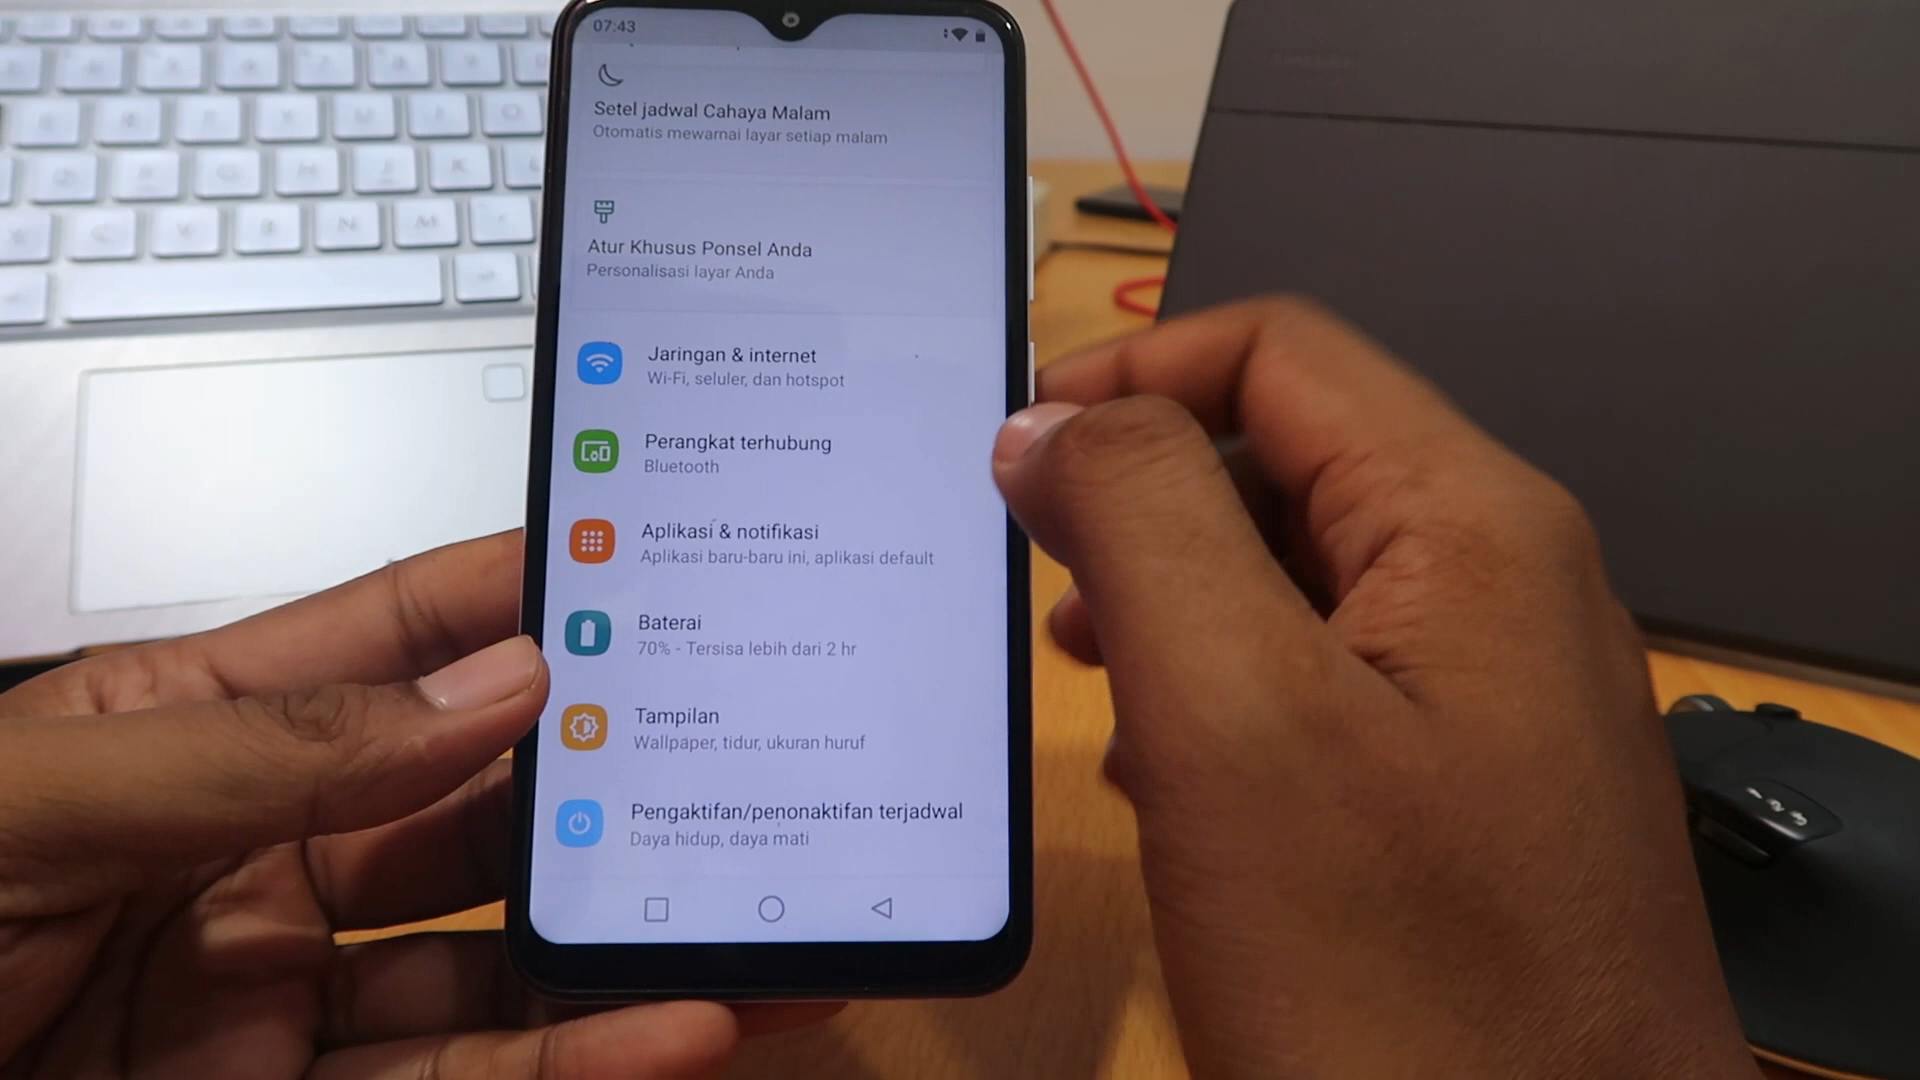 07:43
Setel jadwal Cahaya Malam
Otomatis mewarnai layar setiap malam
Atur Khusus Ponsel Anda
Personalisasi layar Anda
Jaringan & internet
Wi-Fi, seluler, dan hotspot
Perangkat terhubung
Bluetooth
Aplikasi & notifikasi
Aplikasi baru-baru ini, aplikasi default
Baterai
70% - Tersisa lebih dari 2 hr
Tampilan
Wallpaper, tidur, ukuran huruf
Pengaktifan/penonaktifan terjadwal
Daya hidup, daya mati